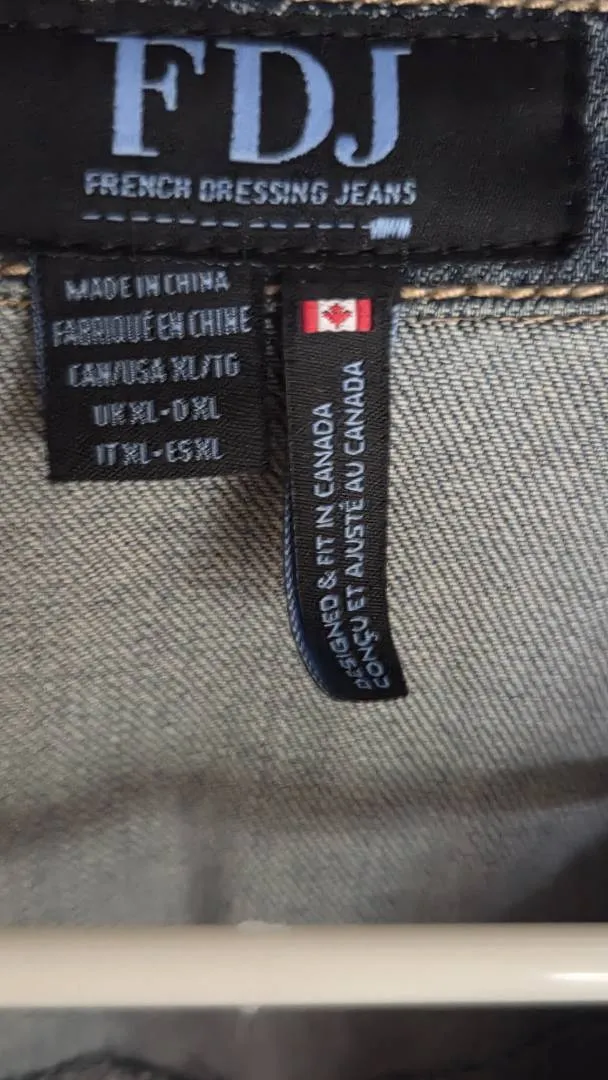 FDJ
FRENCH DRESSING JEANS
MADE IN CHINA
FABRIQUÉ EN CHINE
CAN/USA XL/TG
UK XL-D XL
IT XL-ES XL
DESIGNED & FIT IN CANADA
CONÇU ET AJUSTÉ AU CANADA